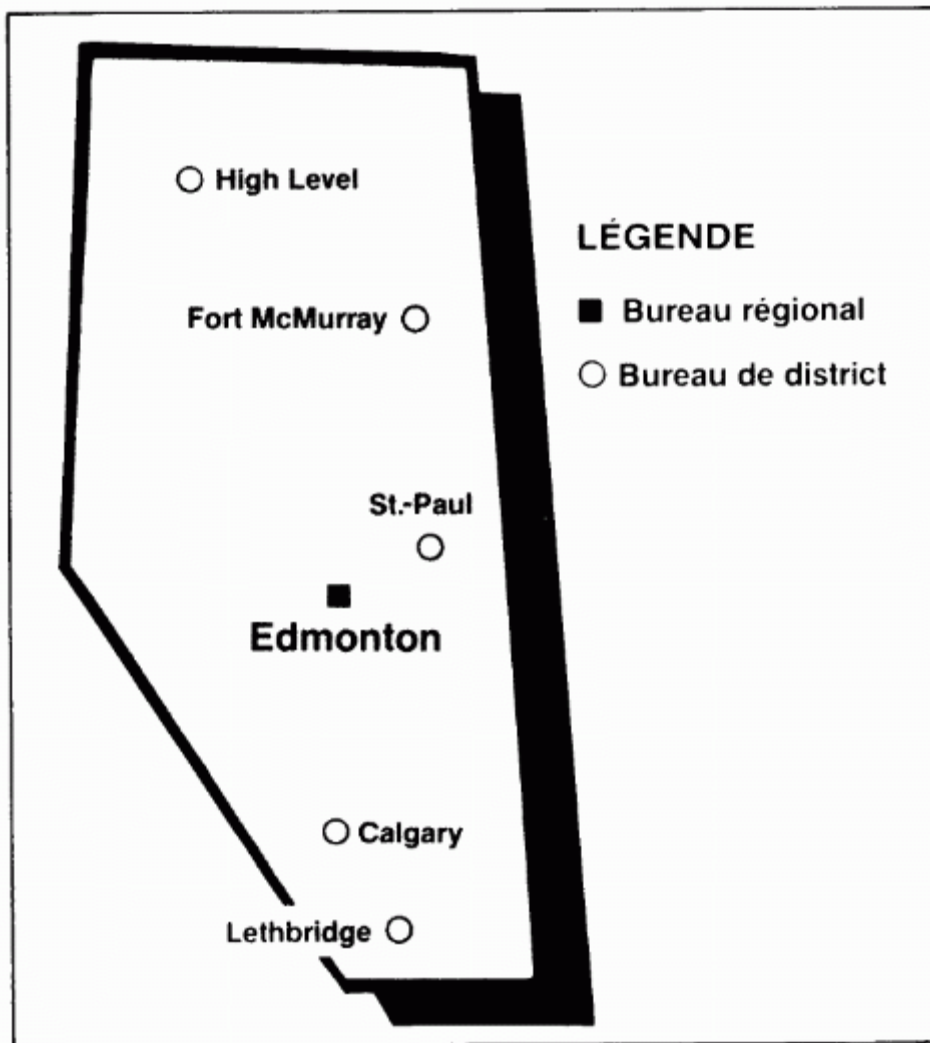 High Level
LÉGENDE
Bureau régional
Fort McMurray
Bureau de district
St.-Paul
Edmonton
Calgary
Lethbridge